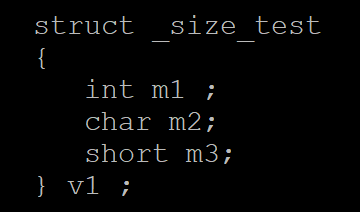 struct _size_test
{
int m1 ;
char m2;
short m3;
} v1 ;